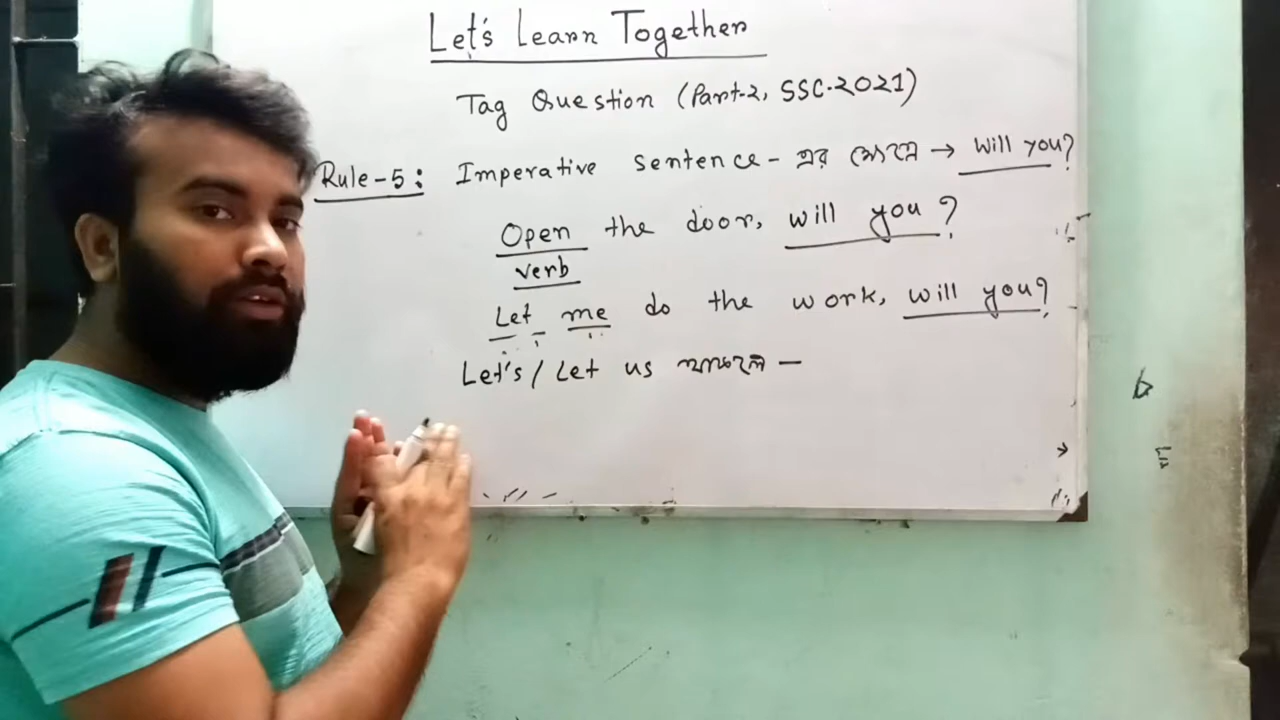 Let's Learn Together
Tag Question (Part-2, SSC-2021)
Rule-5: Imperative sentence - এর শেষে → will you?
Open the door, will you?
verb
Let me do the work, will you?
Let's / Let us থাকলে –